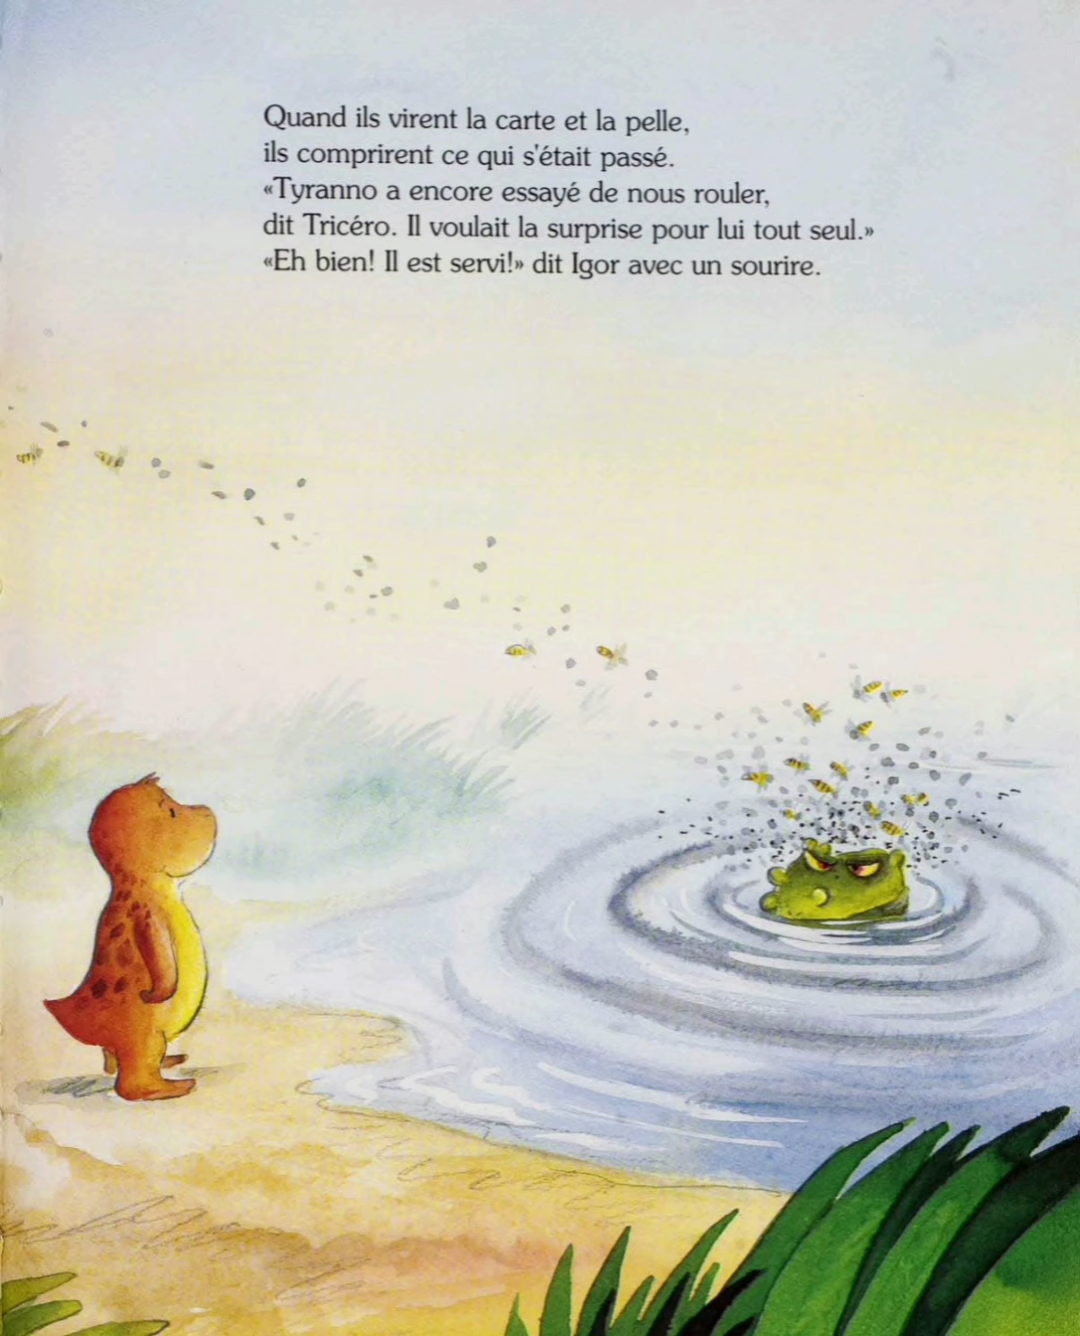 Quand ils virent la carte et la pelle,
ils comprirent ce qui s'était passé.
«Tyranno a encore essayé de nous rouler,
dit Tricéro. Il voulait la surprise pour lui tout seul.»
«Eh bien! Il est servi!» dit Igor avec un sourire.